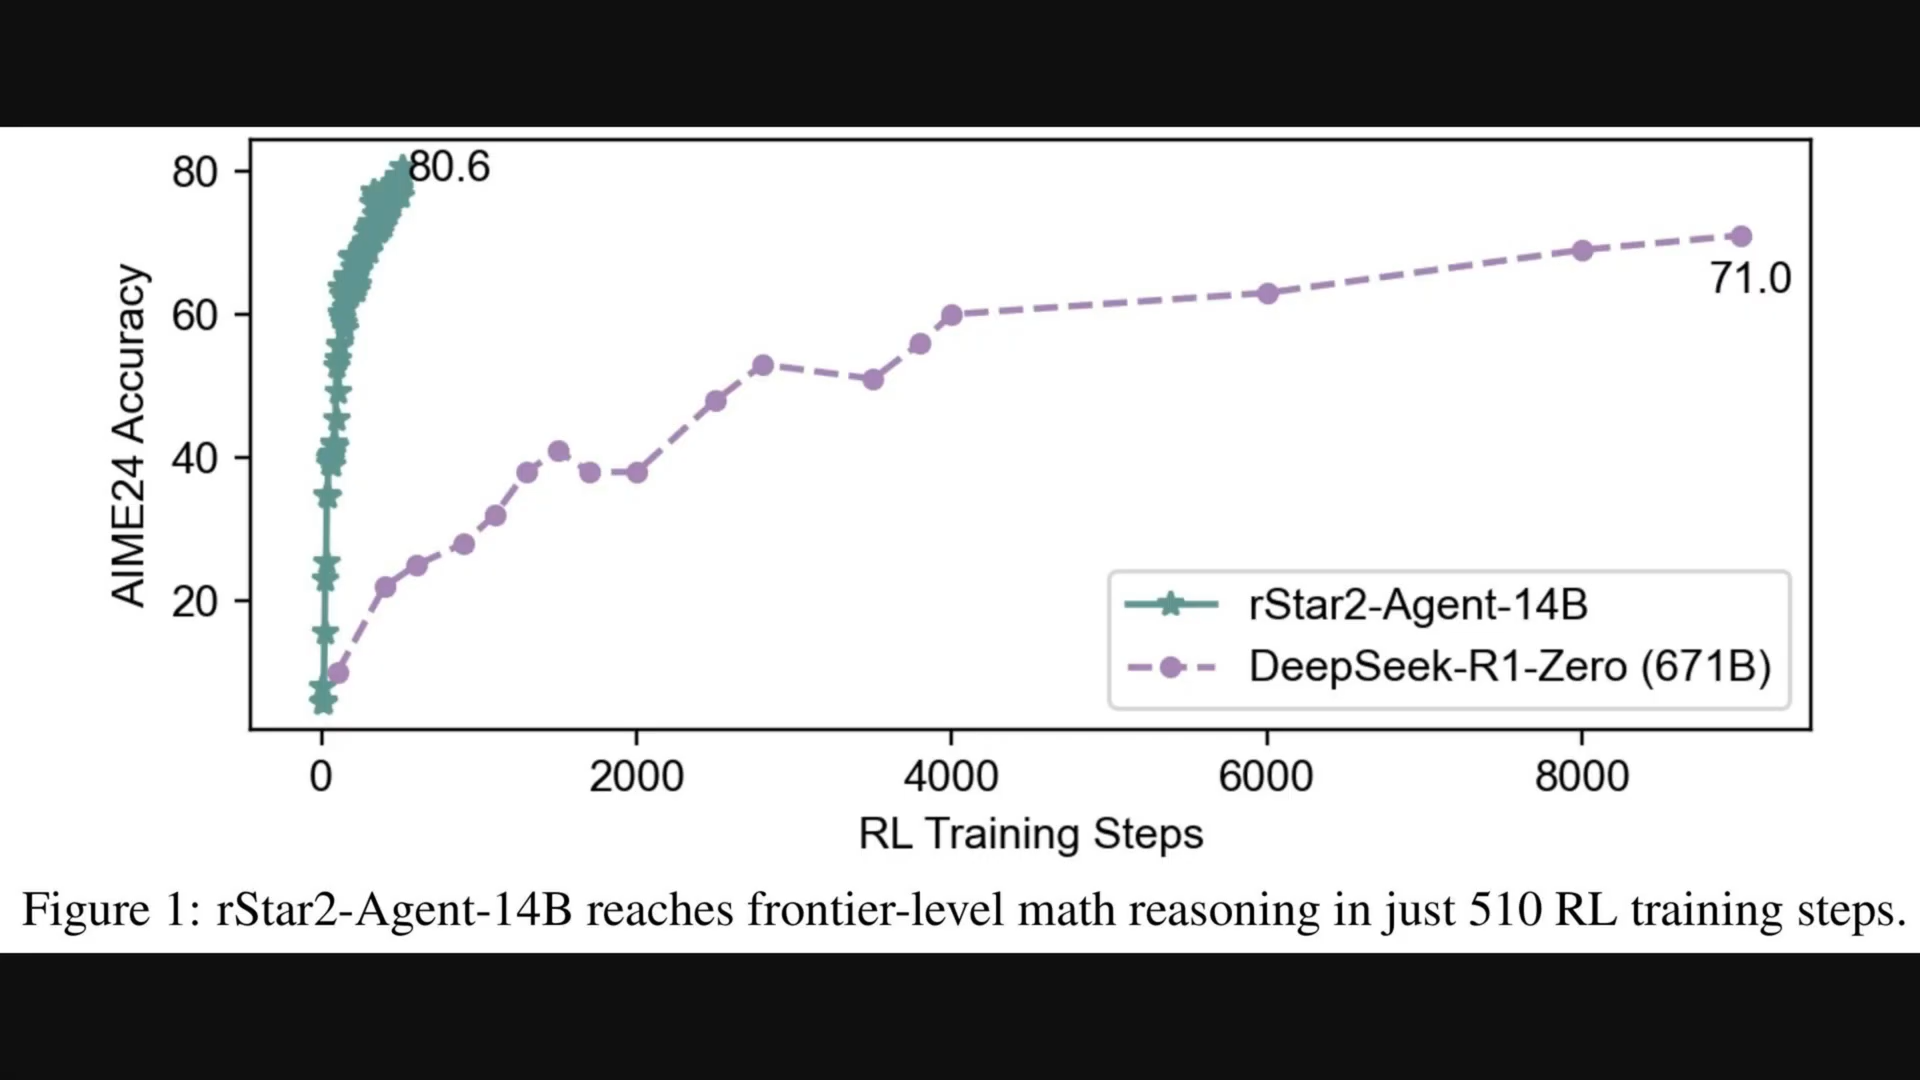 80.6
71.0
80
60
40
20
AIME24 Accuracy
rStar2-Agent-14B
DeepSeek-R1-Zero (671B)
0 2000 4000 6000 8000
RL Training Steps
Figure 1: rStar2-Agent-14B reaches frontier-level math reasoning in just 510 RL training steps.